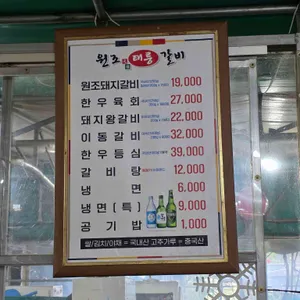 원조 더름 갈비
원조돼지갈비 19,000
한우육회 27,000
돼지왕갈비 22,000
이동갈비 32,000
한우등심 39,000
갈비탕 12,000
냉면 6,000
냉면(특) 9,000
공기밥 1,000
쌀/김치/야채 = 국내산 고추가루 = 중국산